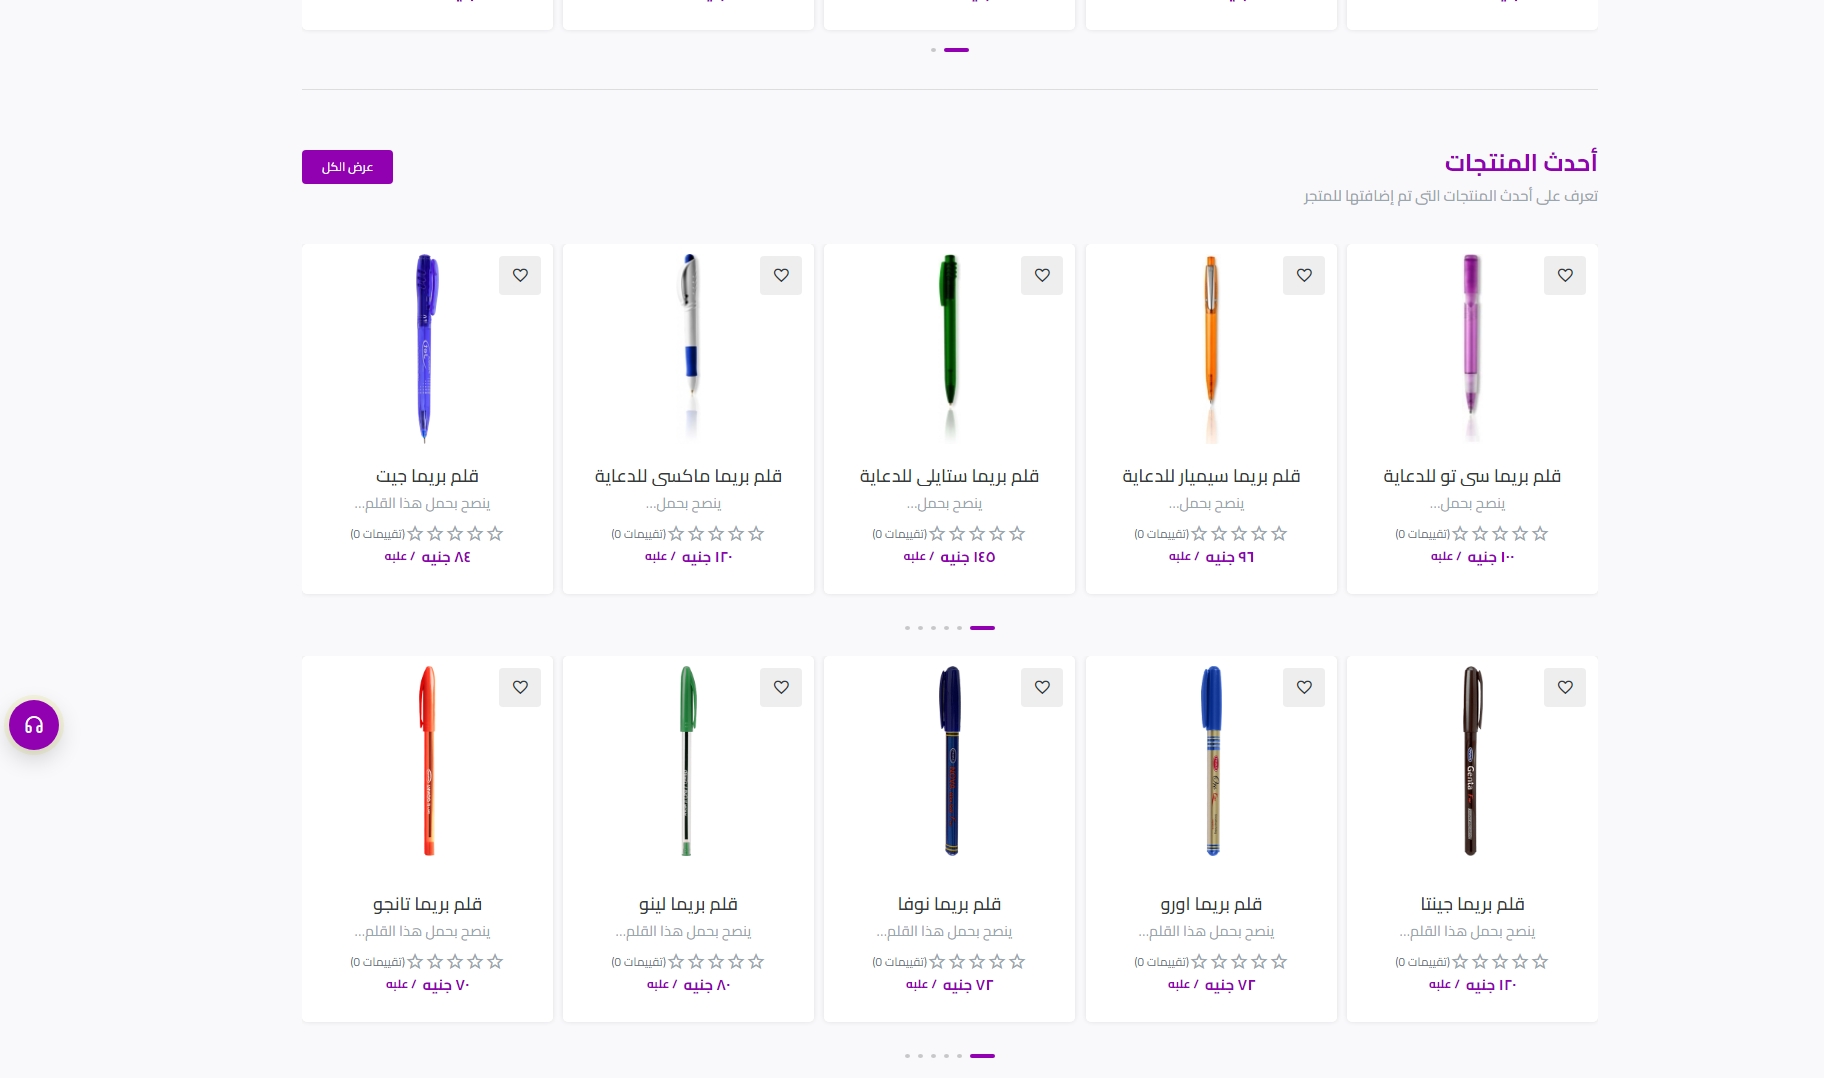 أحدث المنتجات
عرض الكل
تعرف على أحدث المنتجات التى تم إضافتها للمتجر
قلم بريما سى تو للدعاية
ينصح بحمل...
(تقييمات 0)
١٠٠ جنيه / علبه
قلم بريما سيميار للدعاية
ينصح بحمل...
(تقييمات 0)
٩٦ جنيه / علبه
قلم بريما ستايلى للدعاية
ينصح بحمل...
(تقييمات 0)
١٤٥ جنيه / علبه
قلم بريما ماكسى للدعاية
ينصح بحمل...
(تقييمات 0)
١٢٠ جنيه / علبه
قلم بريما جيت
ينصح بحمل هذا القلم...
(تقييمات 0)
٨٤ جنيه / علبه
Genta
قلم بريما جينتا
ينصح بحمل هذا القلم...
(تقييمات 0)
١٢٠ جنيه / علبه
قلم بريما اورو
ينصح بحمل هذا القلم...
(تقييمات 0)
٧٢ جنيه / علبه
قلم بريما نوفا
ينصح بحمل هذا القلم...
(تقييمات 0)
٧٢ جنيه / علبه
قلم بريما لينو
ينصح بحمل هذا القلم...
(تقييمات 0)
٨٠ جنيه / علبه
قلم بريما تانجو
ينصح بحمل هذا القلم...
(تقييمات 0)
٧٠ جنيه / علبه